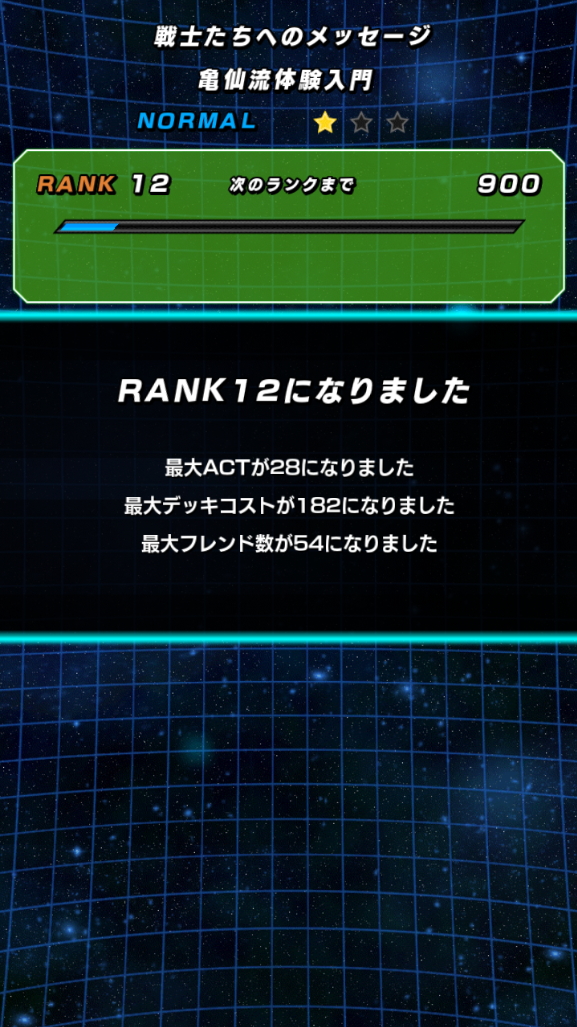 戦士たちへのメッセージ
亀仙流体験入門
NORMAL
RANK 12 次のランクまで 900
RANK12になりました
最大ACTが28になりました
最大デッキコストが182になりました
最大フレンド数が54になりました